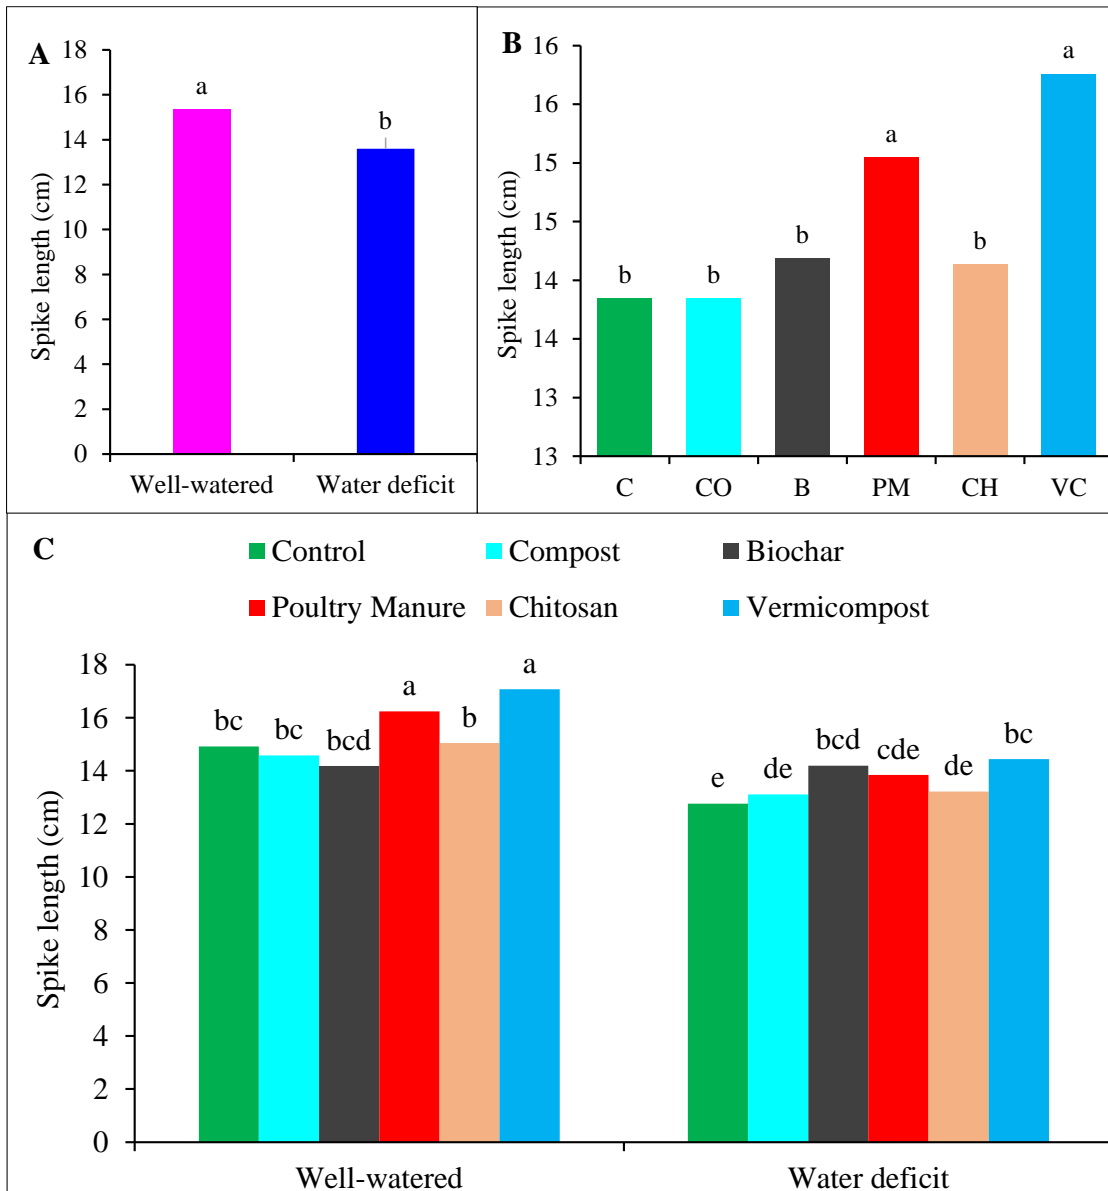 A
Spike length (cm)
18
16
14
12
10
8
6
4
2
0
a
b
Well-watered
Water deficit
B
Spike length (cm)
16
16
15
15
14
14
13
13
b
b
b
a
b
a
C
CO
B
PM
CH
VC
C
Control
Compost
Biochar
Poultry Manure
Chitosan
Vermicompost
Spike length (cm)
18
16
14
12
10
8
6
4
2
0
bc
bc
bcd
a
b
a
e
de
bcd
cde
de
bc
Well-watered
Water deficit